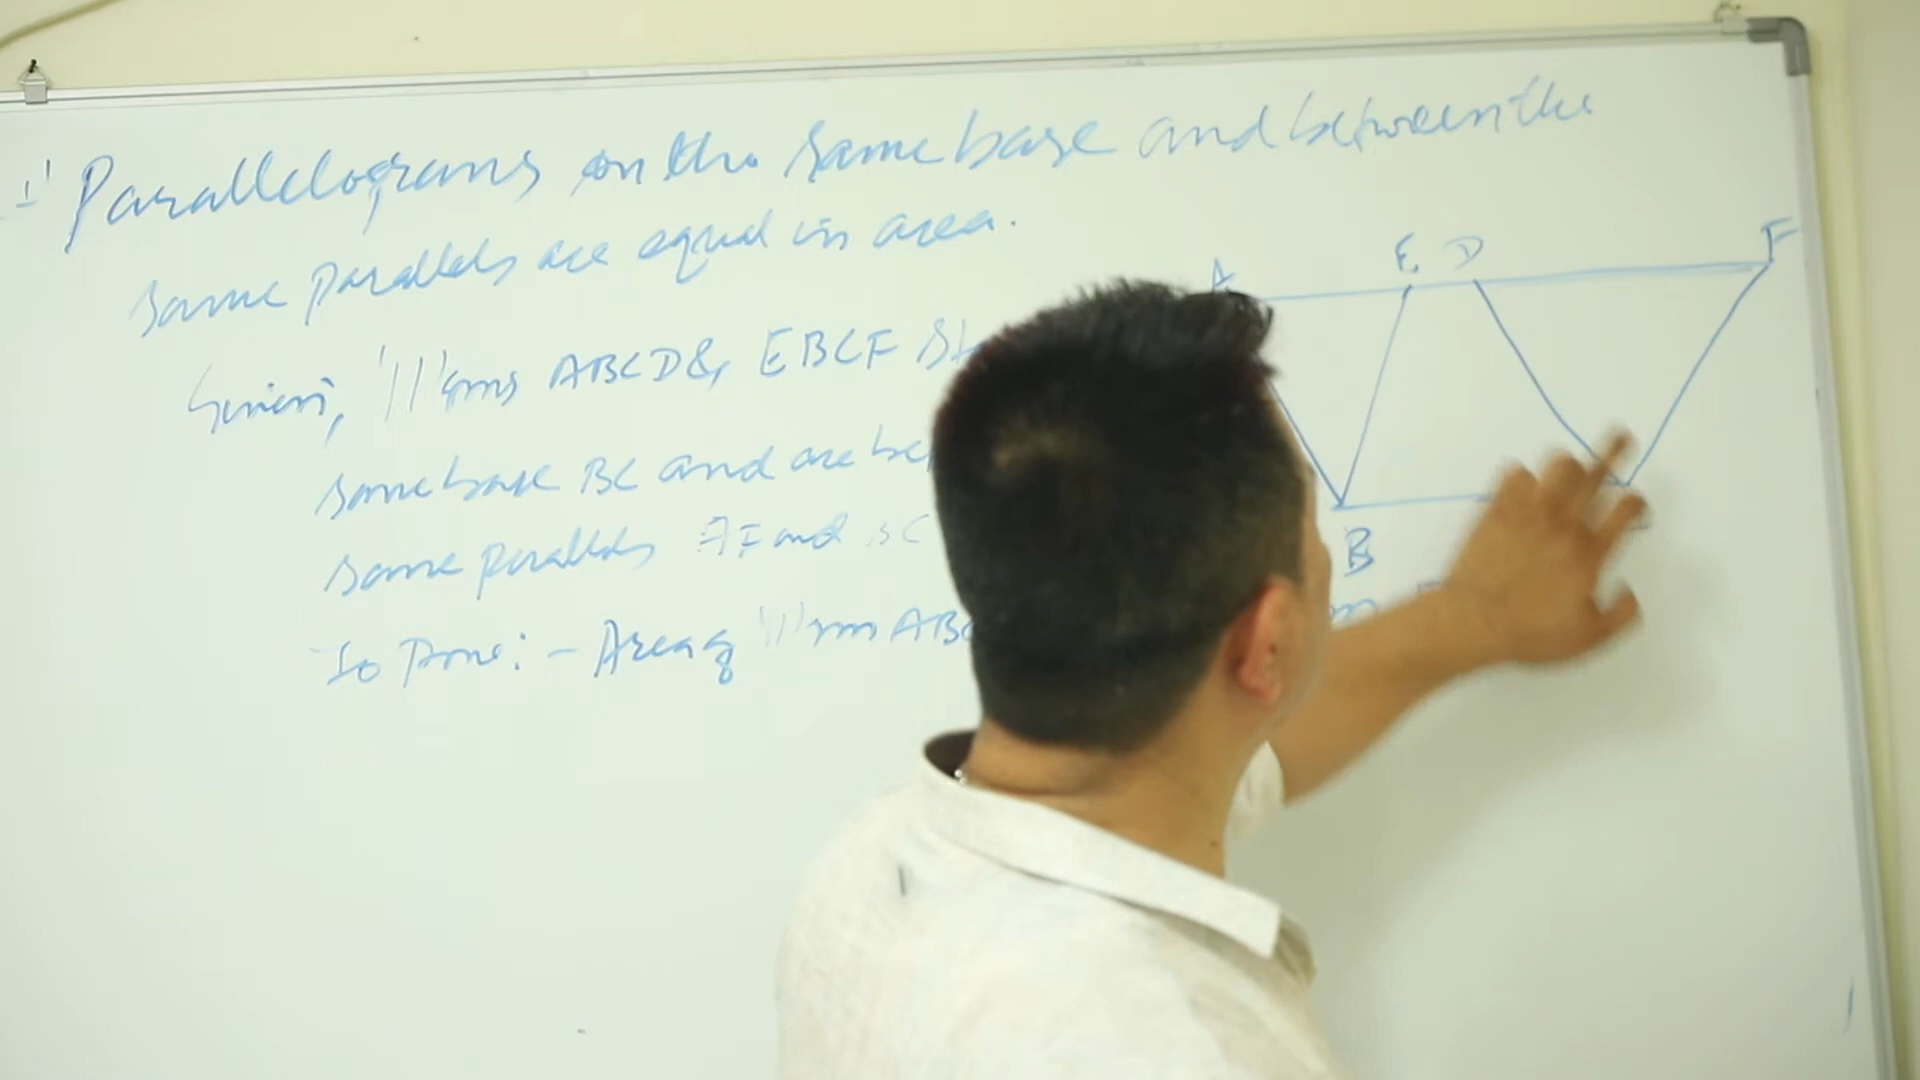 1' Parallelograms on the same base and between the
same parallels are equal in area.
Given, '||'gms ABCD & EBCF
same base BC and are
same parallels AF and BC
To Prove: - Area of '||'gm ABC
A
E D
F
B